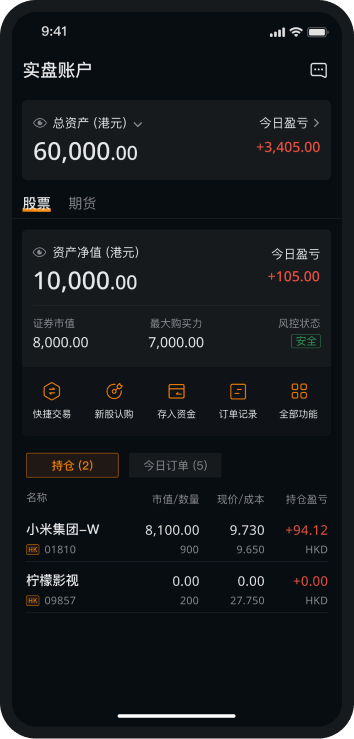 9:41
实盘账户
总资产 (港元) 今日盈亏
60,000.00 +3,405.00
股票 期货
资产净值 (港元) 今日盈亏
10,000.00 +105.00
证券市值 最大购买力 风控状态
8,000.00 7,000.00 安全
快捷交易 新股认购 存入资金 订单记录 全部功能
持仓 (2) 今日订单 (5)
名称 市值/数量 现价/成本 持仓盈亏
小米集团-W 8,100.00 9.730 +94.12
HK 01810 900 9.650 HKD
柠檬影视 0.00 0.00 +0.00
HK 09857 200 27.750 HKD